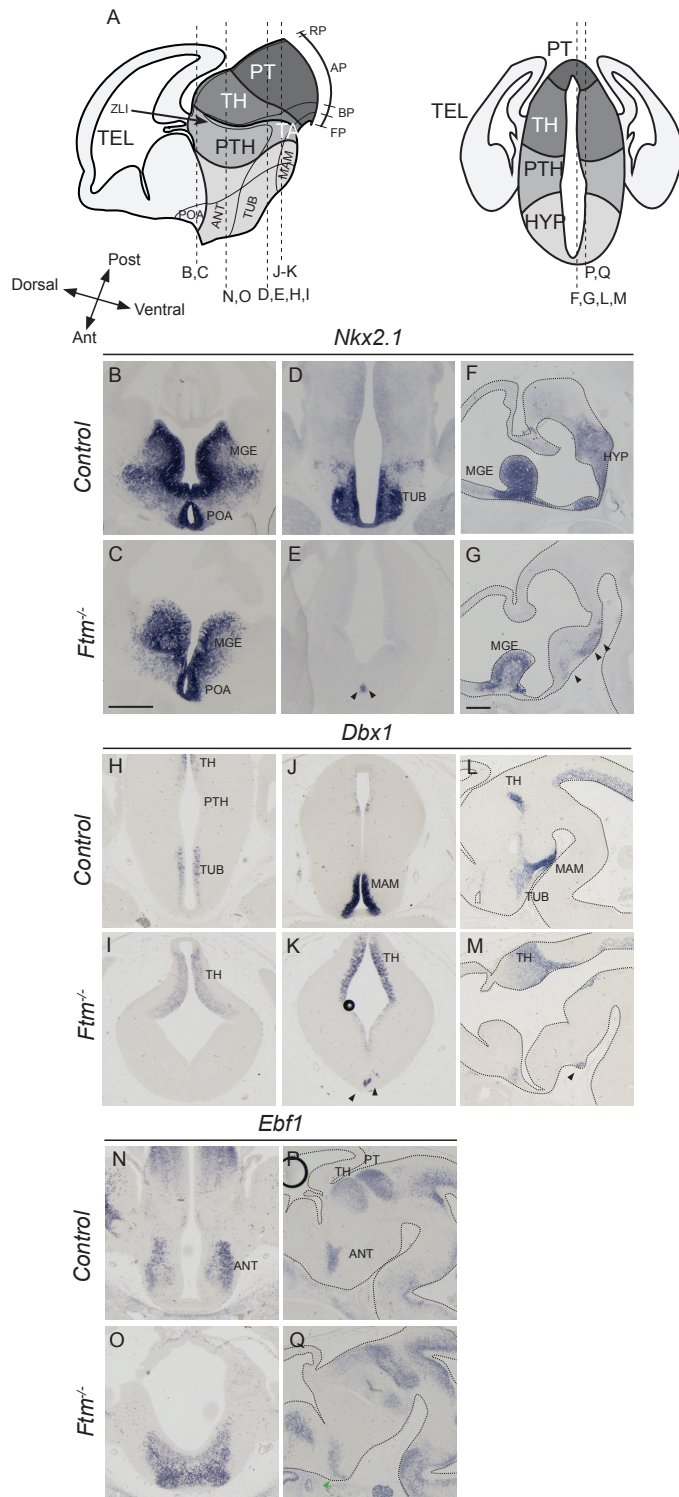 A
RP
PT
AP
TH
ZLI
BP
FP
TEL
TA
PTH
MAM
POA
ANT
TUB
B,C
J-K
N,O
D,E,H,I
Post
Dorsal
Ventral
Ant
PT
TEL
TH
PTH
HYP
P,Q
F,G,L,M
Nkx2.1
Control
B
MGE
POA
D
TUB
F
MGE
HYP
Ftm-/-
C
MGE
POA
E
G
MGE
Dbx1
Control
H
TH
PTH
TUB
J
MAM
L
TH
MAM
TUB
Ftm-/-
I
TH
K
TH
M
TH
Ebf1
Control
N
ANT
P
PT
TH
ANT
Ftm-/-
O
Q